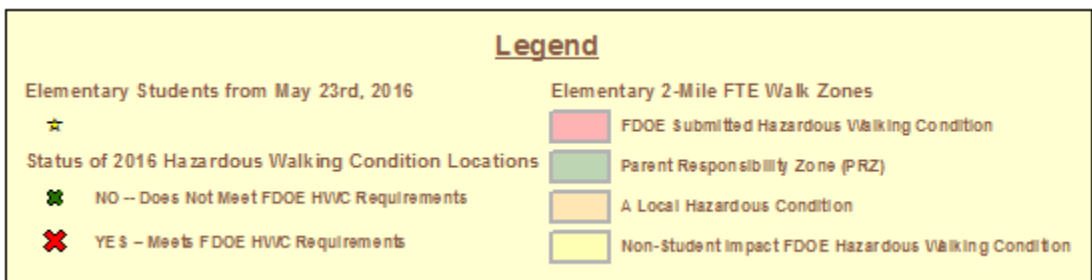 Legend
Elementary Students from May 23rd, 2016
Status of 2016 Hazardous Walking Condition Locations
NO -- Does Not Meet FDOE HWC Requirements
YES – Meets FDOE HWC Requirements
Elementary 2-Mile FTE Walk Zones
FDOE Submitted Hazardous Walking Condition
Parent Responsibility Zone (PRZ)
A Local Hazardous Condition
Non-Student Impact FDOE Hazardous Walking Condition